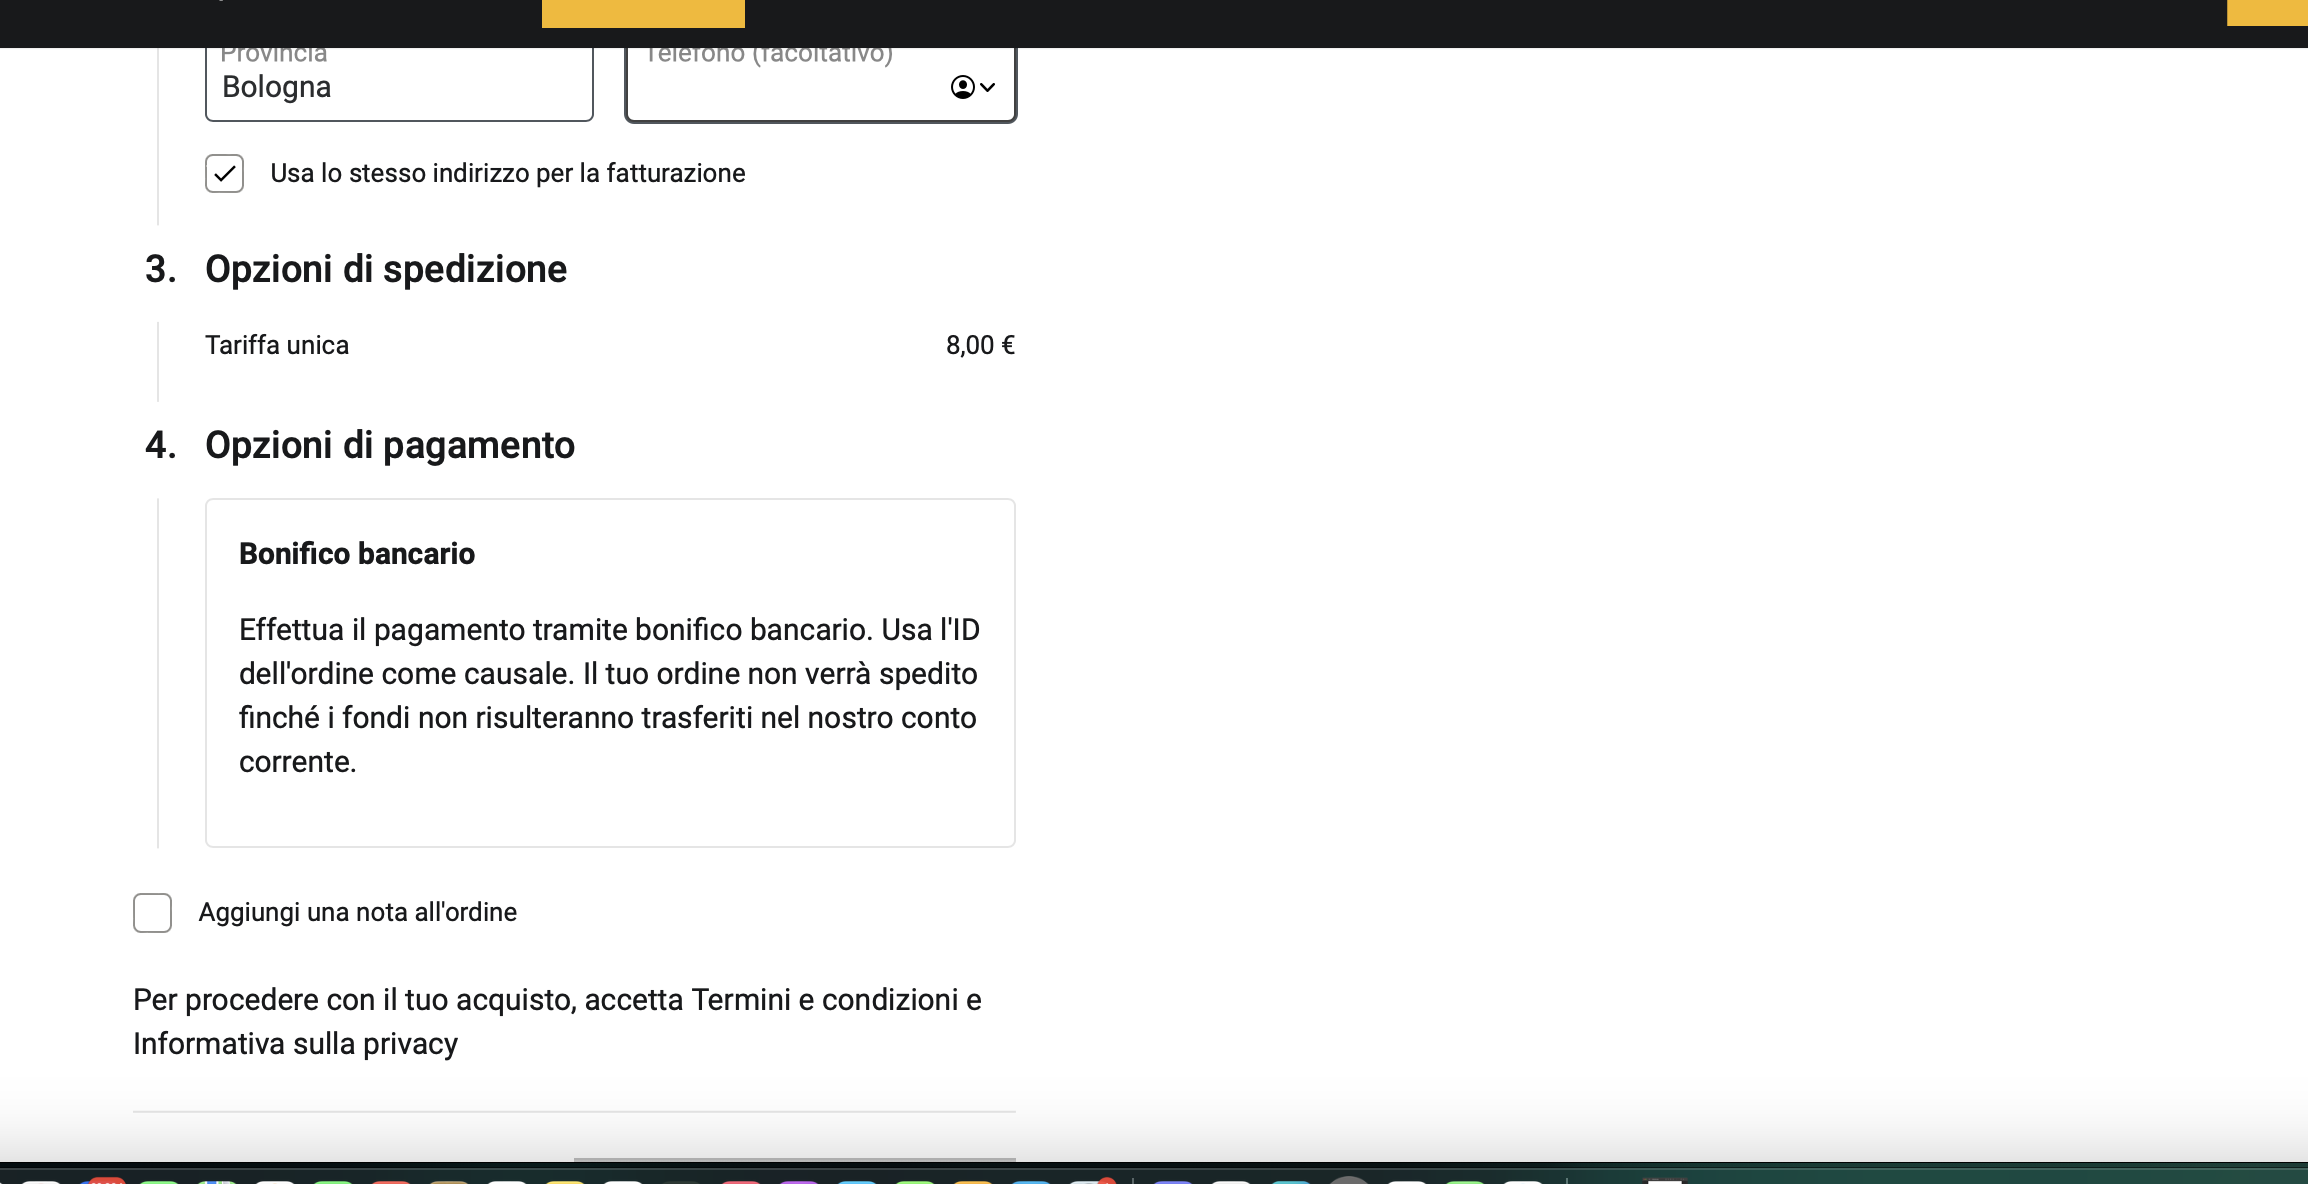 Provincia
Telefono (facoltativo)
Bologna
Usa lo stesso indirizzo per la fatturazione
3. Opzioni di spedizione
Tariffa unica 8,00 €
4. Opzioni di pagamento
Bonifico bancario
Effettua il pagamento tramite bonifico bancario. Usa l'ID
dell'ordine come causale. Il tuo ordine non verrà spedito
finché i fondi non risulteranno trasferiti nel nostro conto
corrente.
Aggiungi una nota all'ordine
Per procedere con il tuo acquisto, accetta Termini e condizioni e
Informativa sulla privacy